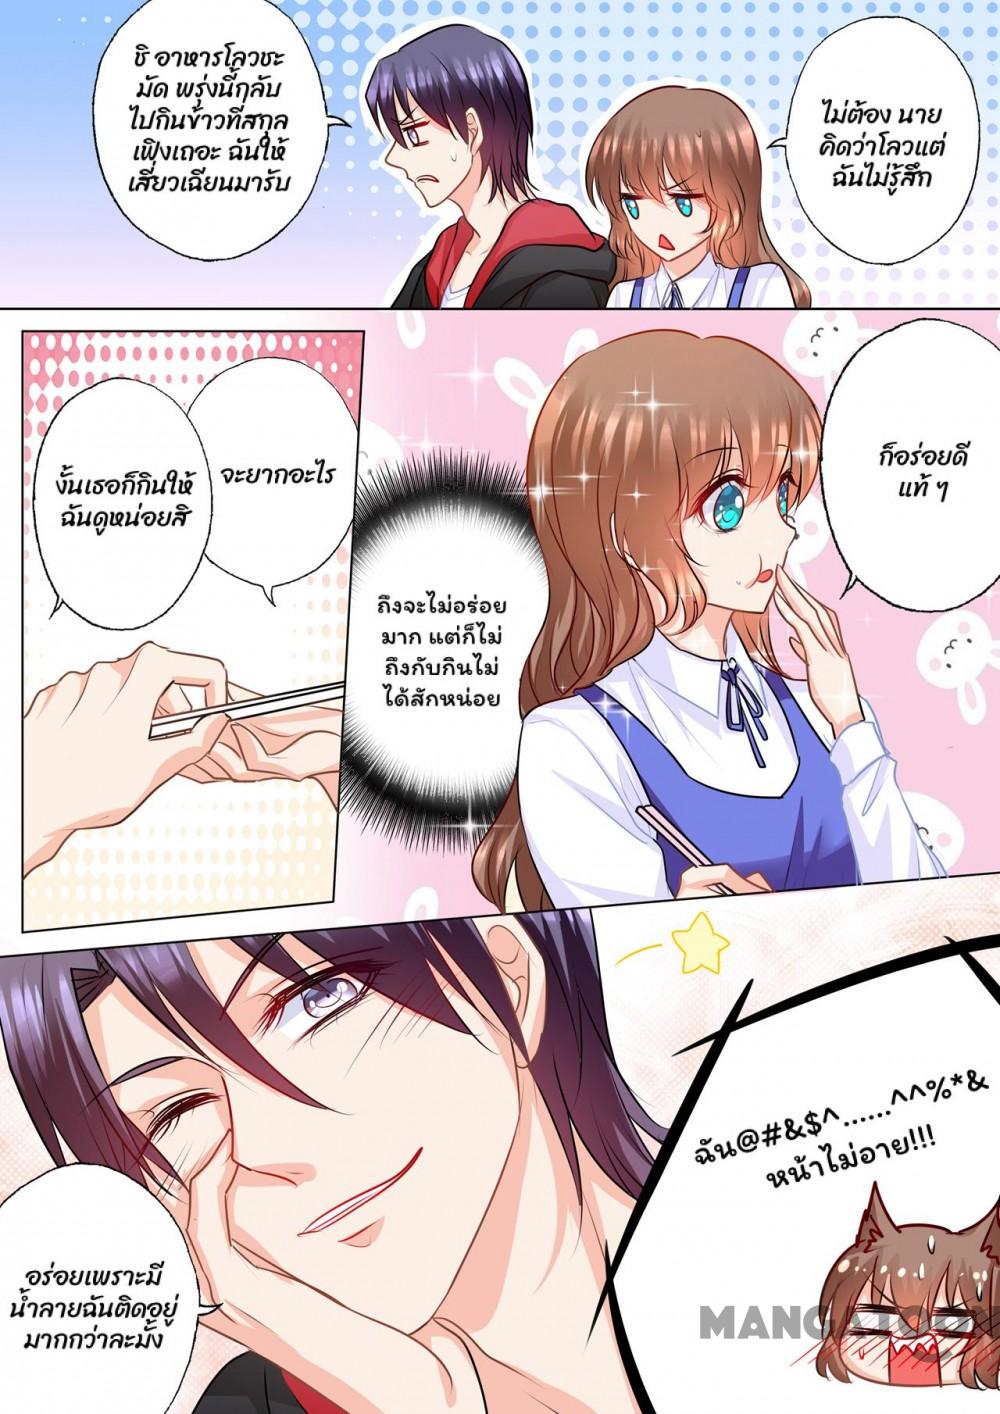 ชิ อาหารโลวชะ
มัด พรุ่งนี้กลับ
ไปกินข้าวที่สกุล
เฟิงเถอะ ฉันให้
เสี่ยวเฉียนมารับ
ไม่ต้อง นาย
คิดว่าโลวแต่
ฉันไม่รู้สึก
งั้นเธอก็กินให้
ฉันดูหน่อยสิ
จะยากอะไร
ถึงจะไม่อร่อย
มาก แต่ก็ไม่
ถึงกับกินไม่
ได้สักหน่อย
ก็อร่อยดี
แท้ ๆ
อร่อยเพราะมี
น้ำลายฉันติดอยู่
มากกว่าละมั้ง
ฉัน@#&$^......^^%*&
หน้าไม่อาย!!!
MANGATOON